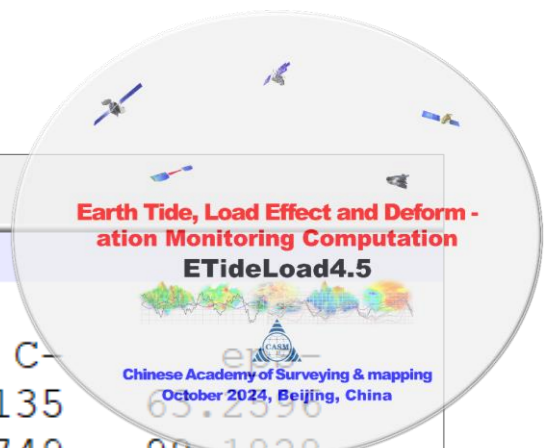 Earth Tide, Load Effect and Deform -
ation Monitoring Computation
ETideLoad4.5
C- eps-
CASM
Chinese Academy of Surveying & mapping
135 63.2596
October 2024, Beijing, China